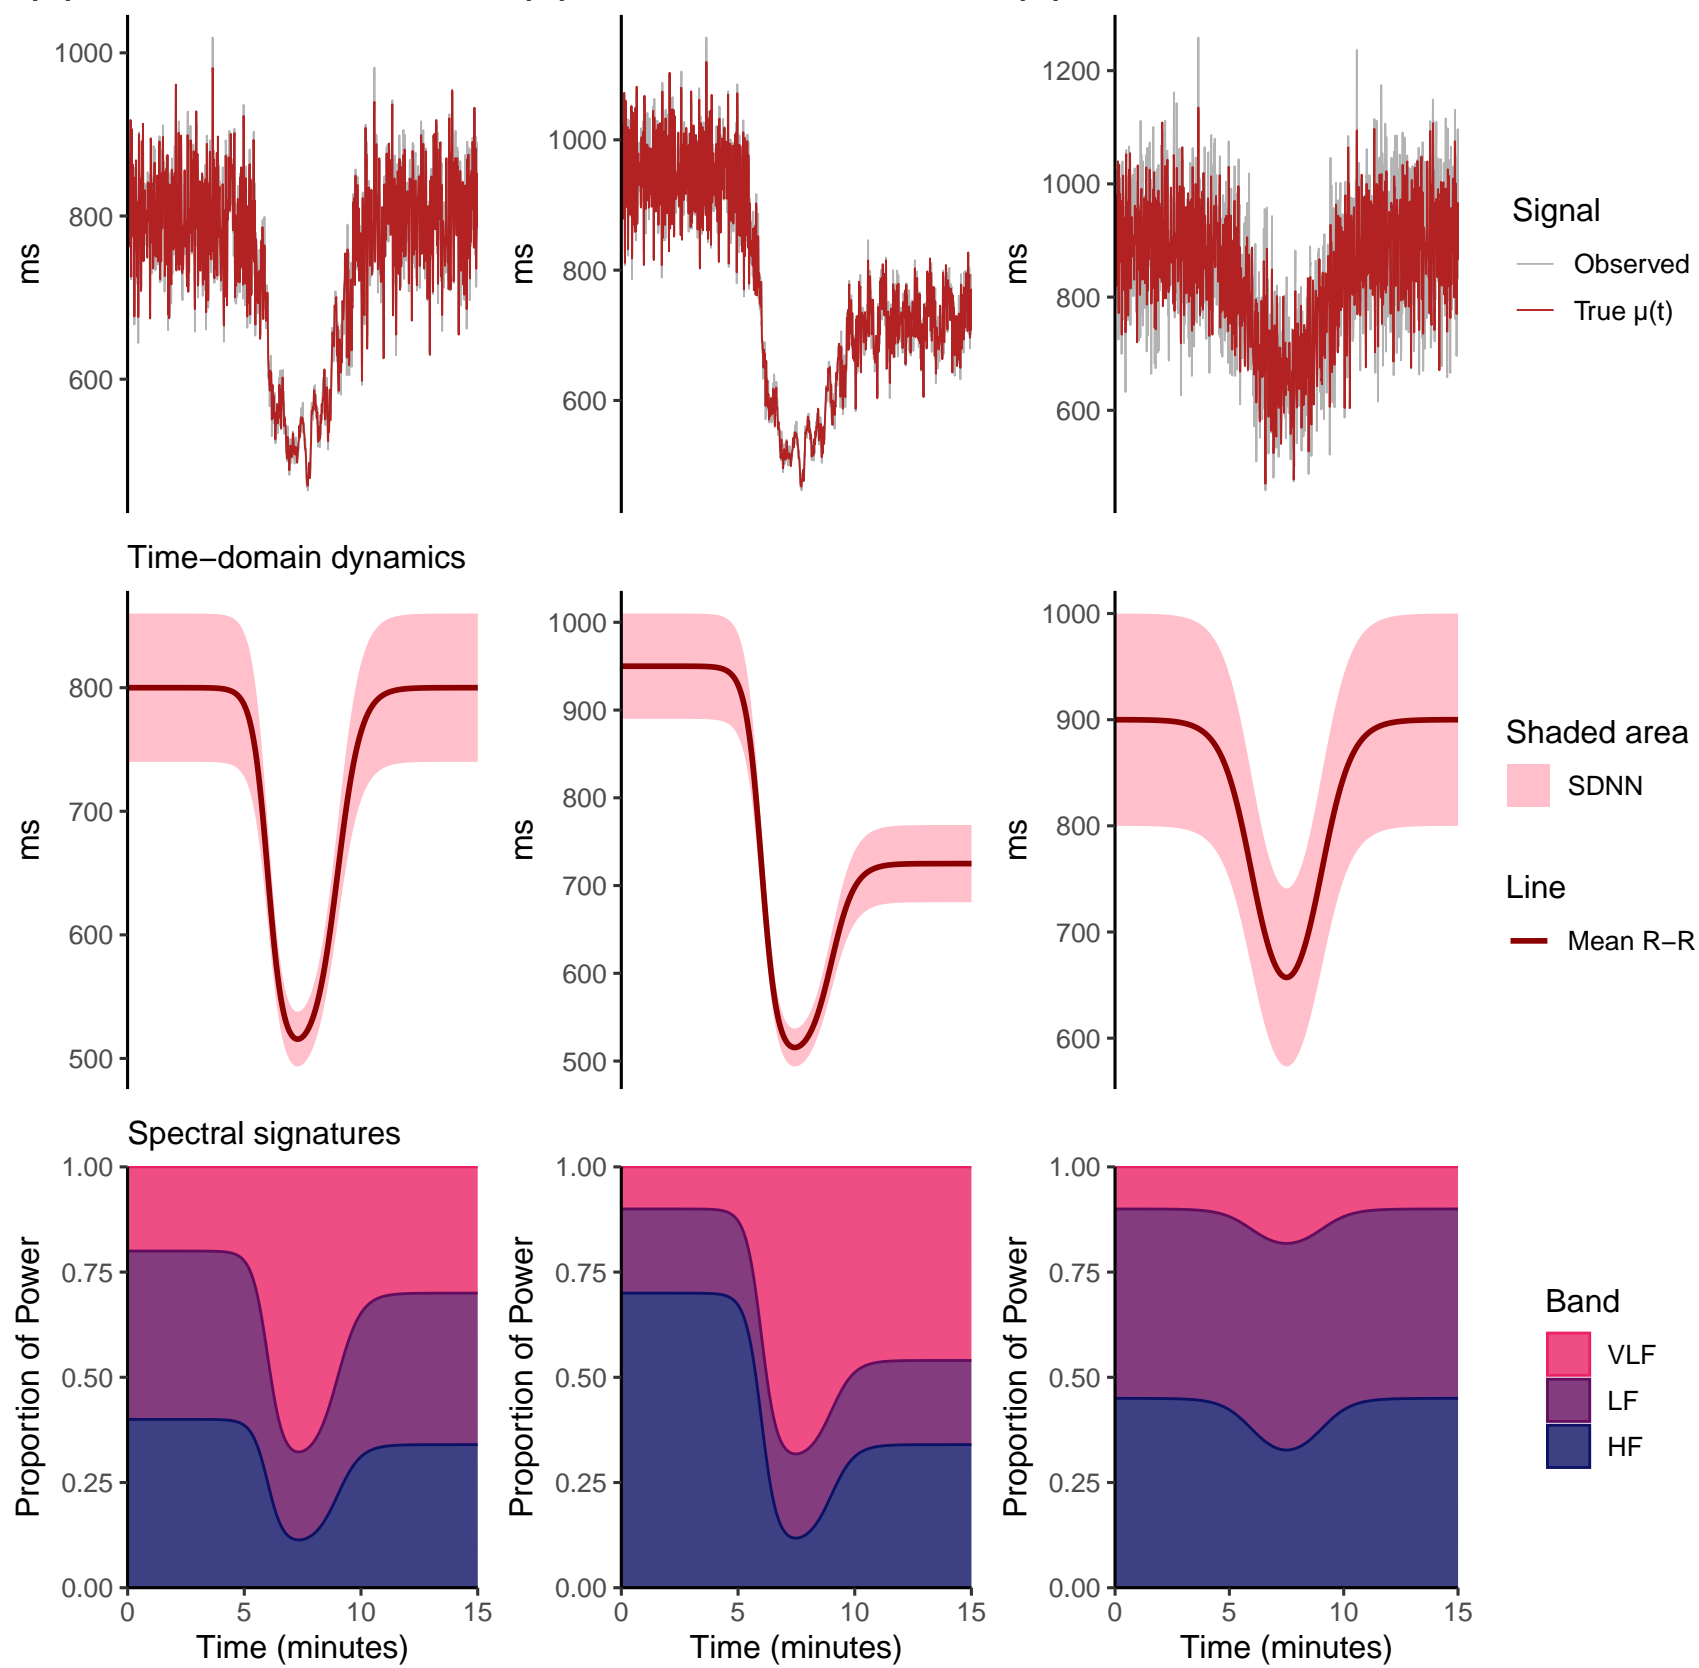 1000
800
600
ms
1000
800
600
ms
1200
1000
800
600
ms
Signal
Observed
True μ(t)
Time−domain dynamics
800
700
600
500
ms
1000
900
800
700
600
500
ms
1000
900
800
700
600
ms
Shaded area
SDNN
Line
Mean R−R
Spectral signatures
1.00
0.75
0.50
0.25
0.00
Proportion of Power
0 5 10 15
Time (minutes)
1.00
0.75
0.50
0.25
0.00
Proportion of Power
0 5 10 15
Time (minutes)
1.00
0.75
0.50
0.25
0.00
Proportion of Power
0 5 10 15
Time (minutes)
Band
VLF
LF
HF